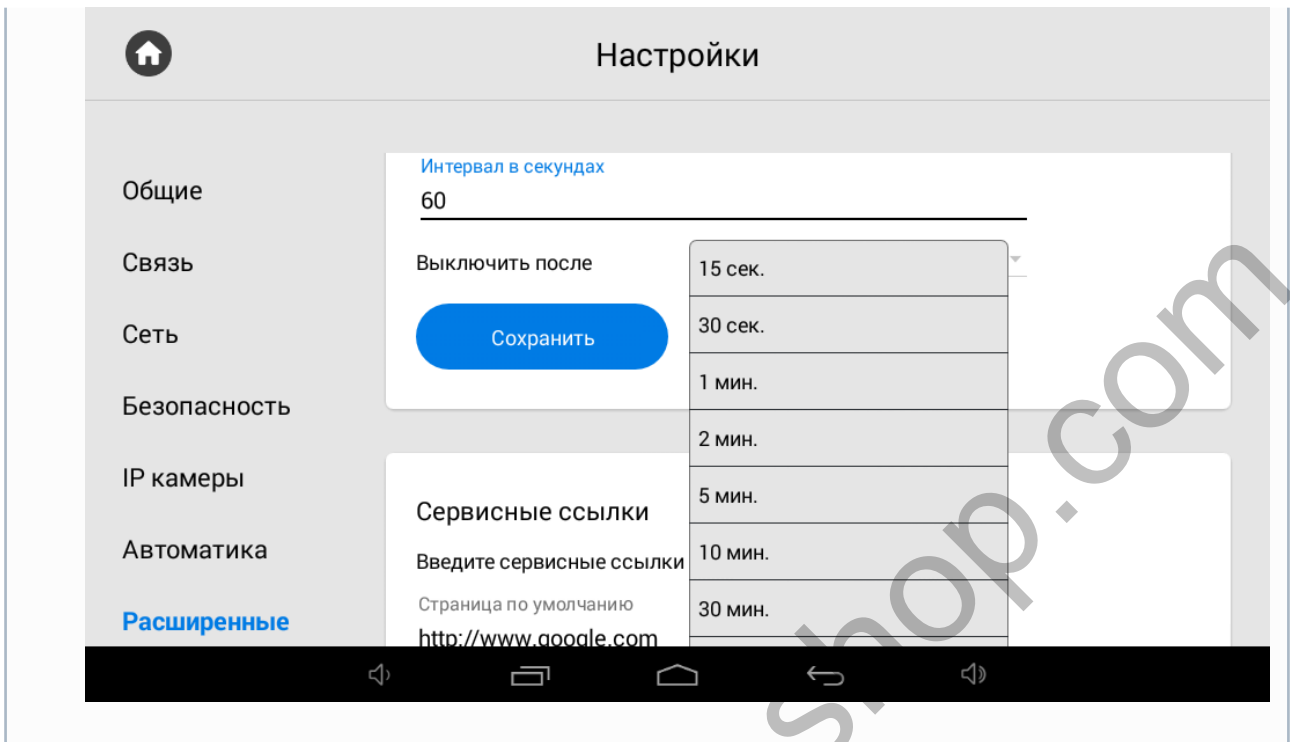 Настройки
Общие
Связь
Сеть
Безопасность
IP камеры
Автоматика
Расширенные
Интервал в секундах
60
Выключить после
Сохранить
15 сек.
30 сек.
1 мин.
2 мин.
5 мин.
10 мин.
30 мин.
Сервисные ссылки
Введите сервисные ссылки
Страница по умолчанию
http://www.google.com
shop.com